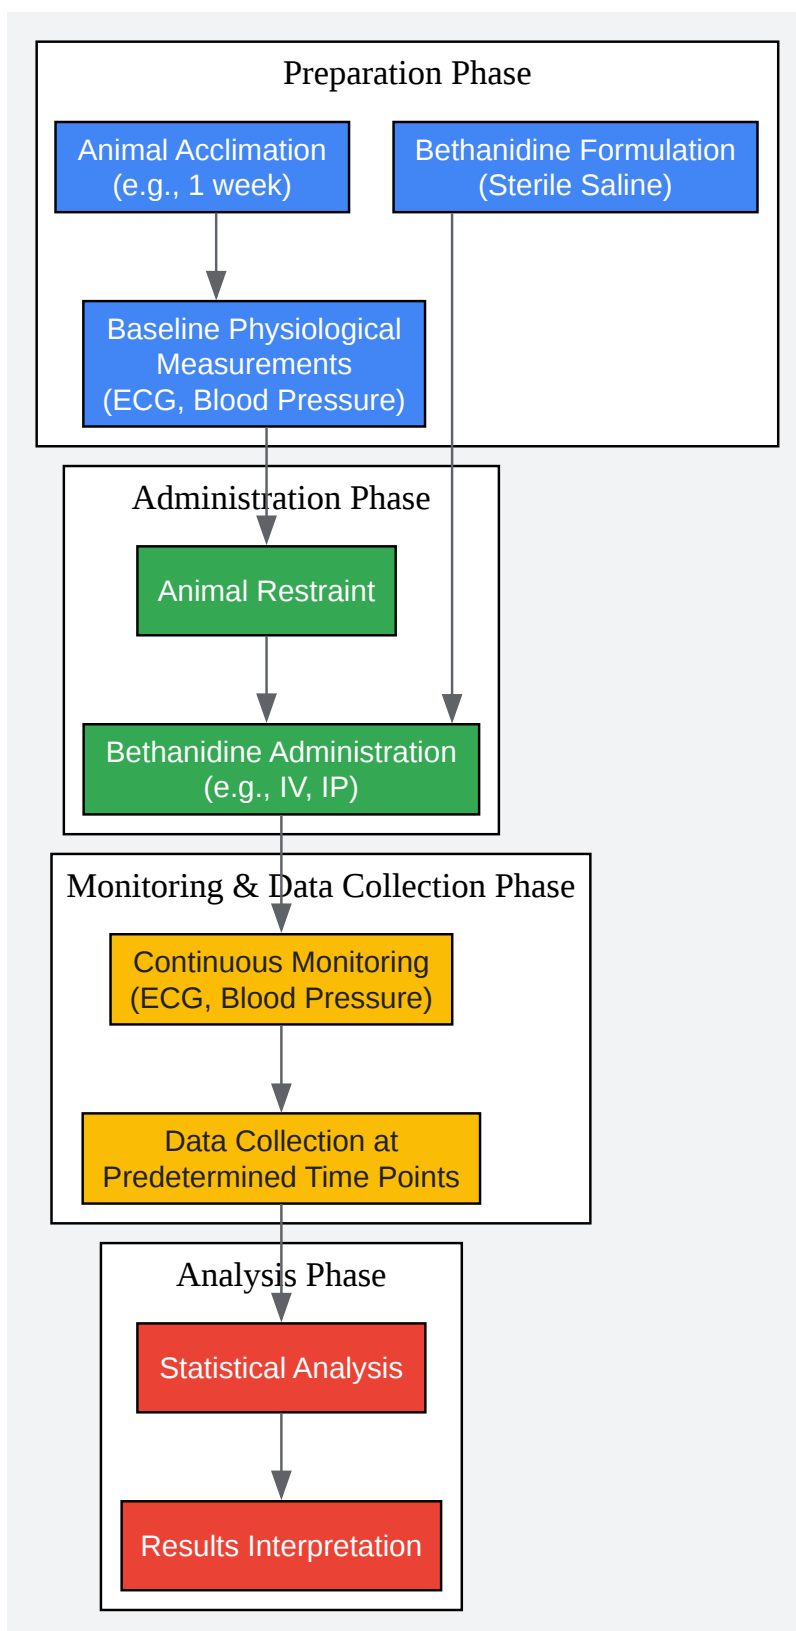 Preparation Phase
Animal Acclimation
(e.g., 1 week)
Bethanidine Formulation
(Sterile Saline)
Baseline Physiological
Measurements
(ECG, Blood Pressure)
Administration Phase
Animal Restraint
Bethanidine Administration
(e.g., IV, IP)
Monitoring & Data Collection Phase
Continuous Monitoring
(ECG, Blood Pressure)
Data Collection at
Predetermined Time Points
Analysis Phase
Statistical Analysis
Results Interpretation